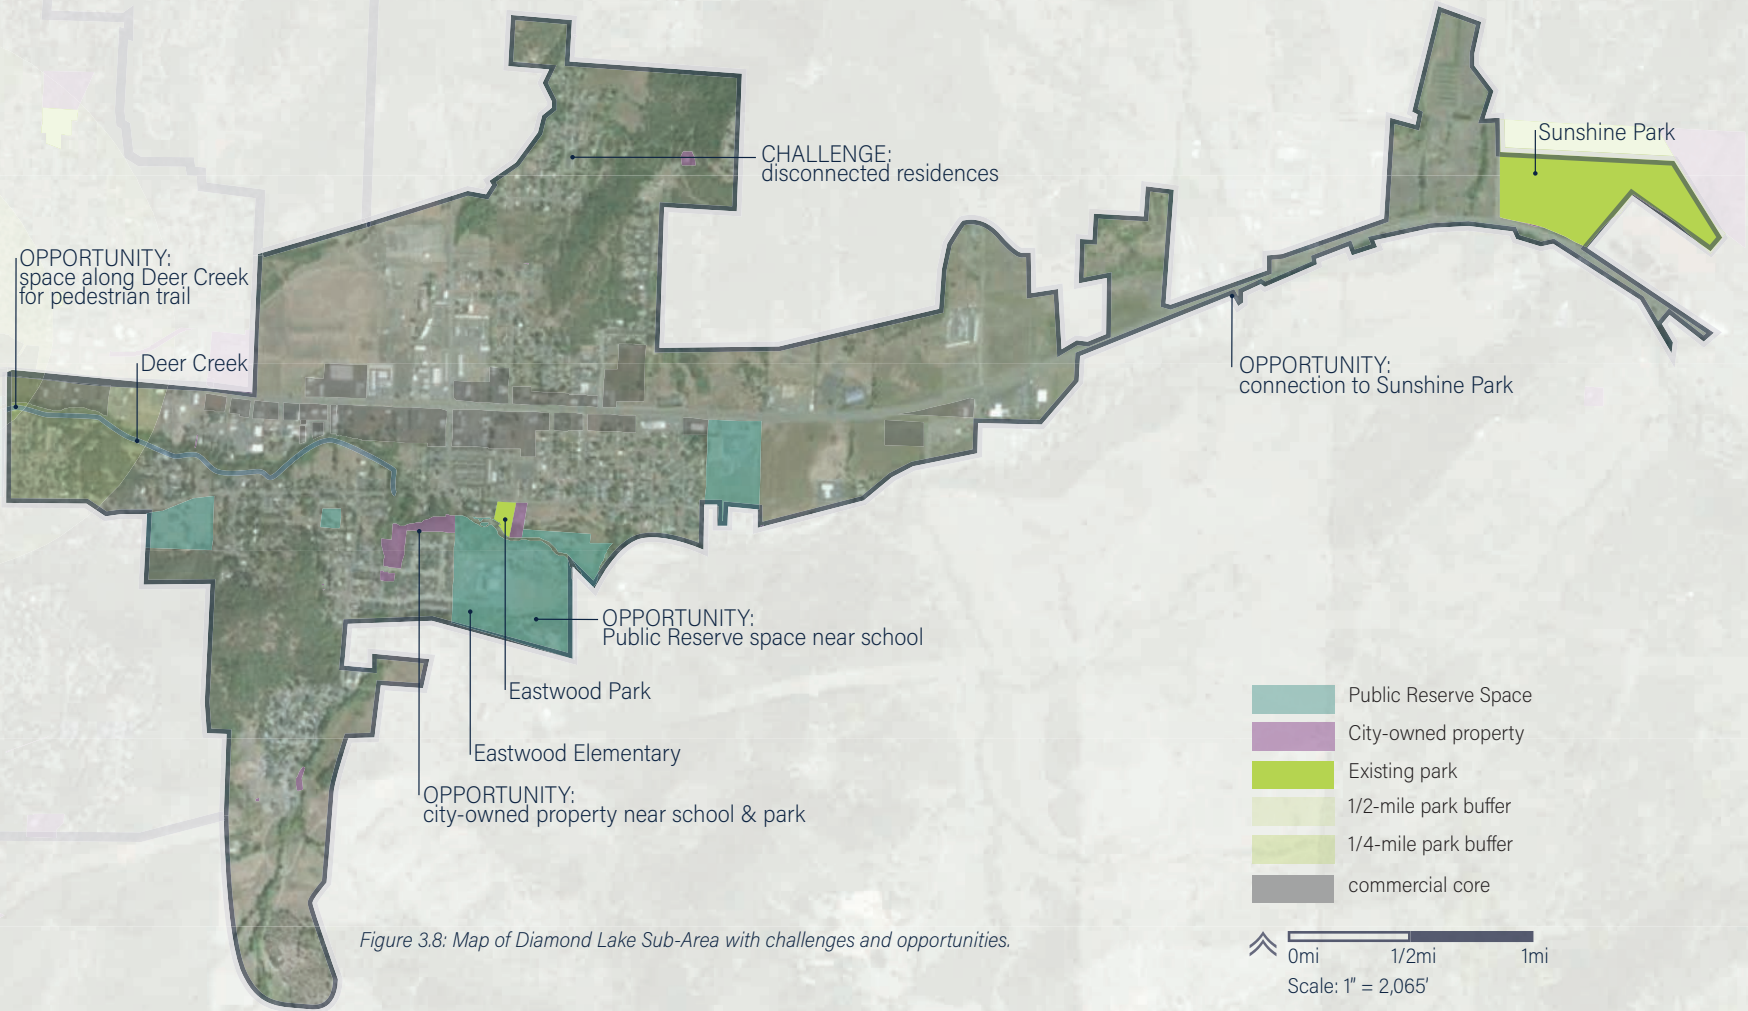 Sunshine Park
CHALLENGE:
disconnected residences
OPPORTUNITY:
space along Deer Creek
for pedestrian trail
Deer Creek
OPPORTUNITY:
connection to Sunshine Park
OPPORTUNITY:
Public Reserve space near school
Eastwood Park
Eastwood Elementary
OPPORTUNITY:
city-owned property near school & park
Public Reserve Space
City-owned property
Existing park
1/2-mile park buffer
1/4-mile park buffer
commercial core
Figure 3.8: Map of Diamond Lake Sub-Area with challenges and opportunities.
0mi 1/2mi 1mi
Scale: 1" = 2,065'